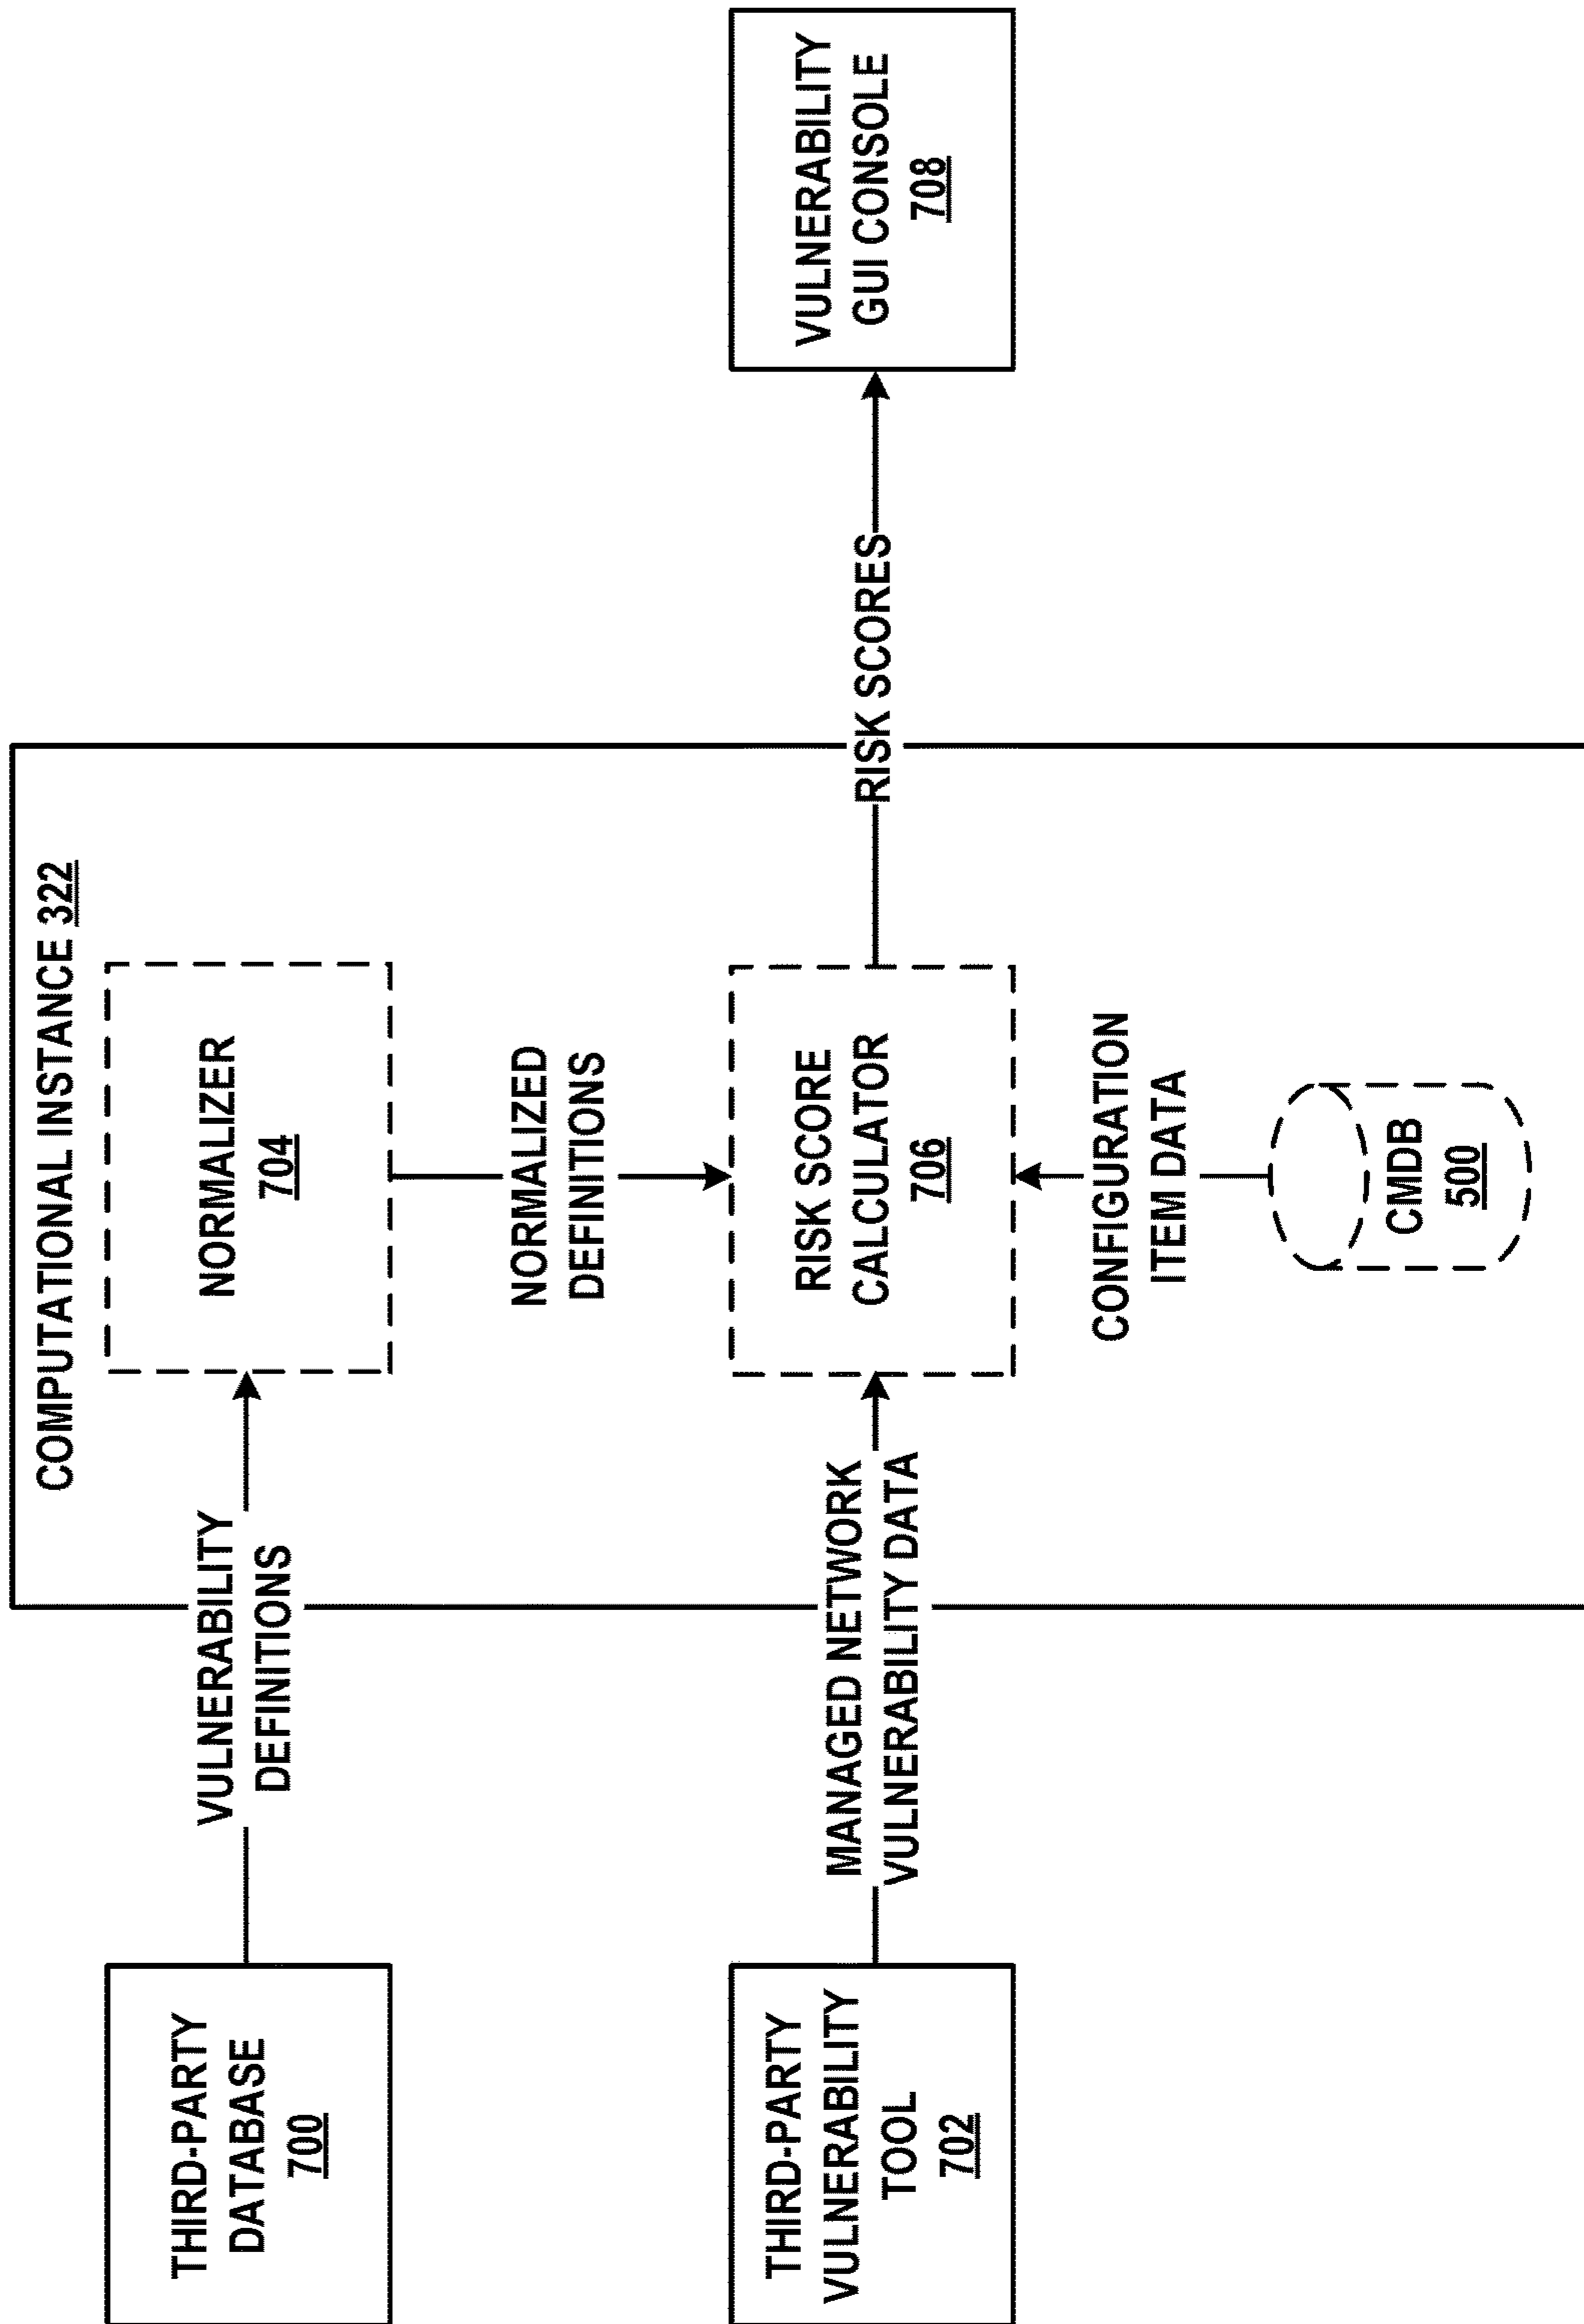 COMPUTATIONAL INSTANCE 322
THIRD-PARTY
DATABASE
700
VULNERABILITY
DEFINITIONS
NORMALIZER
704
NORMALIZED
DEFINITIONS
THIRD-PARTY
VULNERABILITY
TOOL
702
MANAGED NETWORK
VULNERABILITY DATA
RISK SCORE
CALCULATOR
706
RISK SCORES
VULNERABILITY
GUI CONSOLE
708
CONFIGURATION
ITEM DATA
CMDB
500